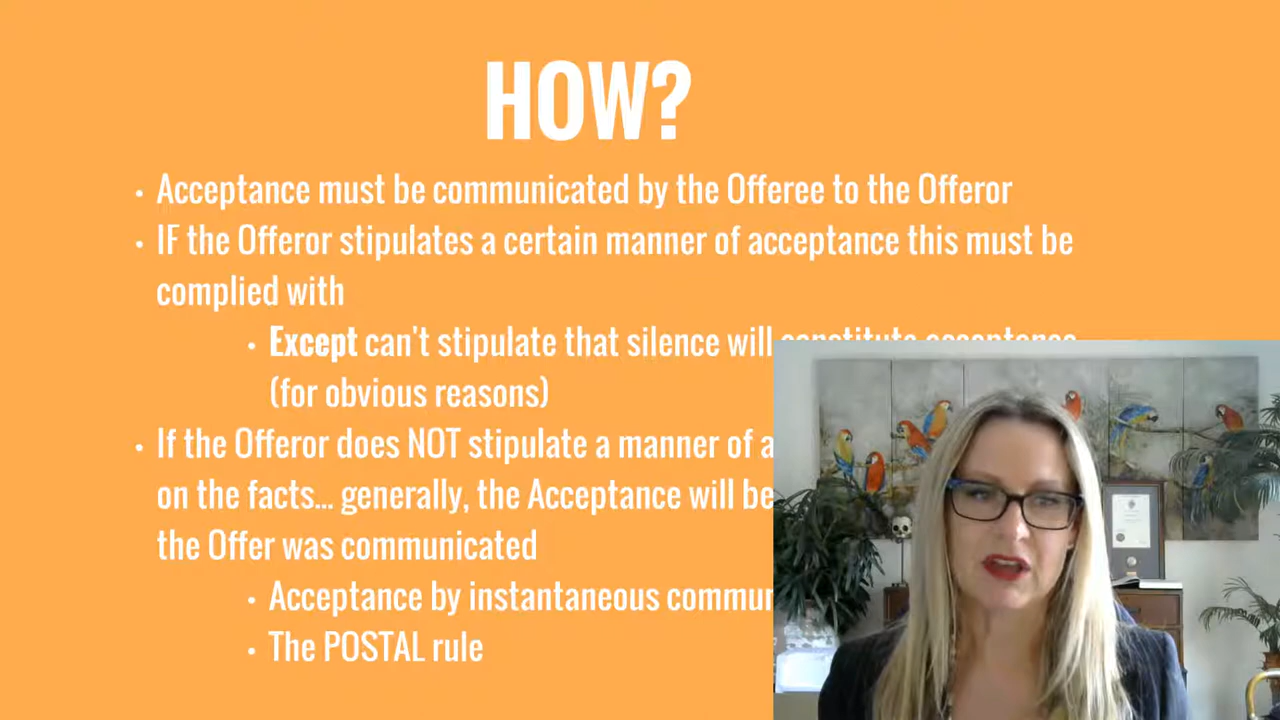 HOW?
• Acceptance must be communicated by the Offeree to the Offeror
• IF the Offeror stipulates a certain manner of acceptance this must be
complied with
• Except can't stipulate that silence will constitute acceptance
(for obvious reasons)
• If the Offeror does NOT stipulate a manner of
on the facts... generally, the Acceptance will be
the Offer was communicated
• Acceptance by instantaneous
• The POSTAL rule